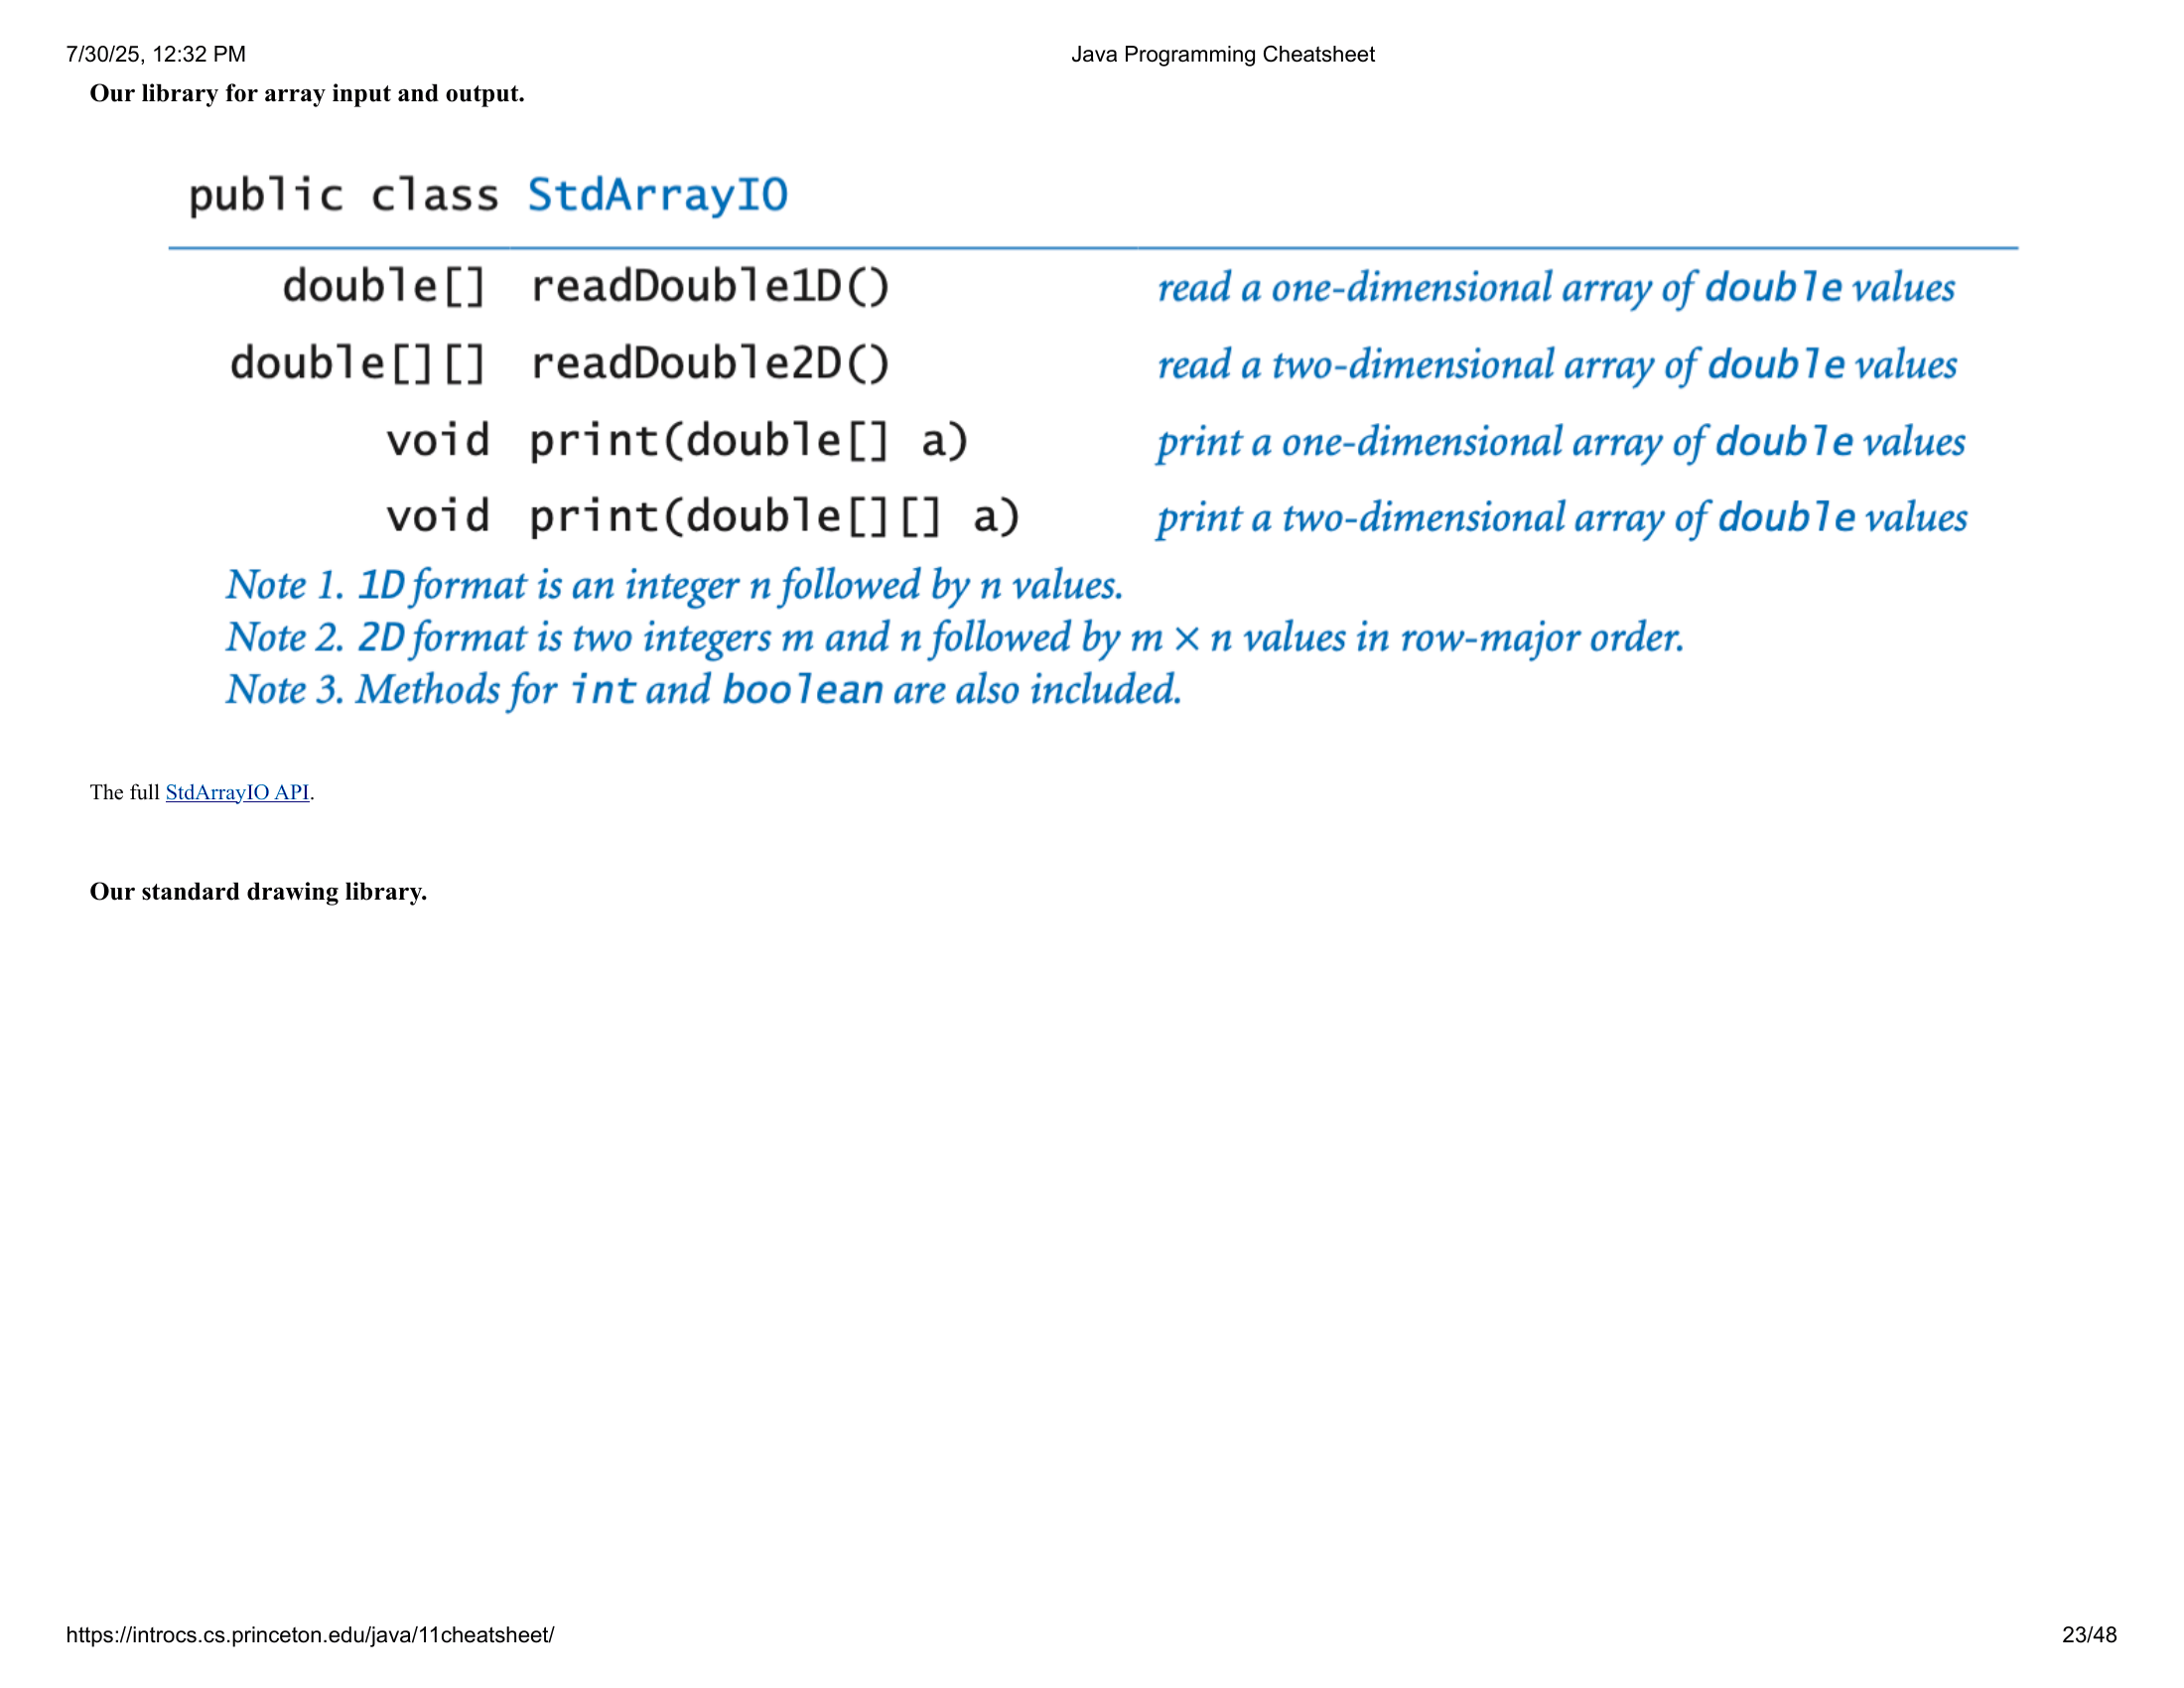 7/30/25, 12:32 PM Java Programming Cheatsheet
Our library for array input and output.
public class StdArrayIO
double[] readDouble1D() read a one-dimensional array of double values
double[][] readDouble2D() read a two-dimensional array of double values
void print(double[] a) print a one-dimensional array of double values
void print(double[][] a) print a two-dimensional array of double values
Note 1. 1D format is an integer n followed by n values.
Note 2. 2D format is two integers m and n followed by m × n values in row-major order.
Note 3. Methods for int and boolean are also included.
The full StdArrayIO API.
Our standard drawing library.
https://introcs.cs.princeton.edu/java/11cheatsheet/ 23/48